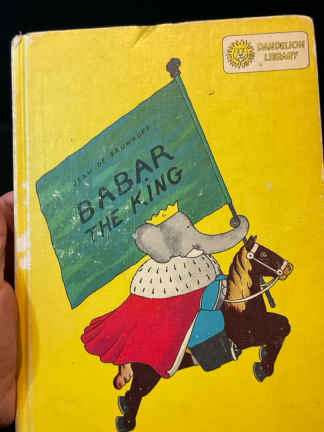 DANDELION
LIBRARY
JEAN DE BRUNHOFF
BABAR
THE KING